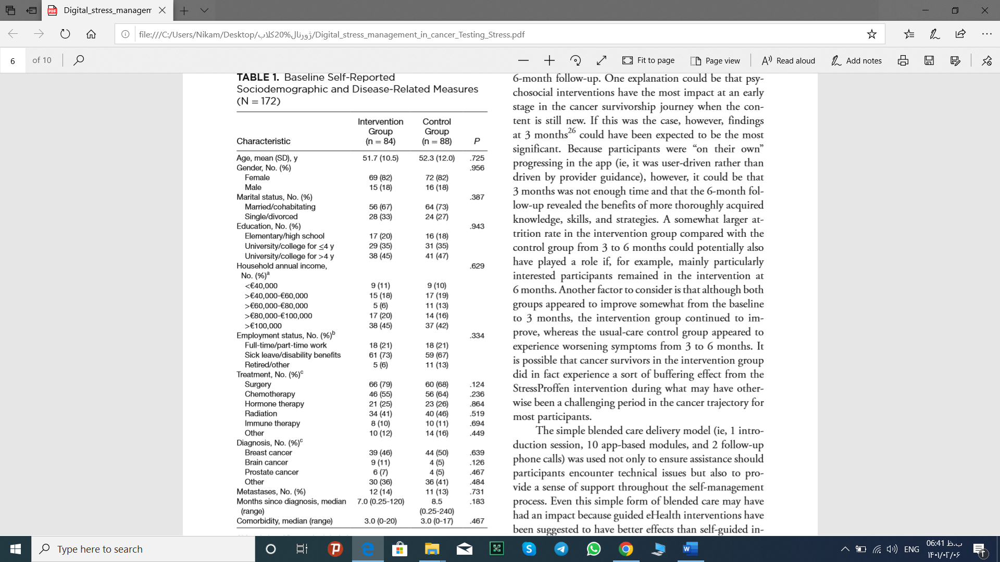 Digital_stress_managem
file:///C:/Users/Nikam/Desktop/ژورنال%20کلاب/Digital_stress_management_in_cancer_Testing_Stress.pdf
6 of 10
Fit to page
Page view
Read aloud
Add notes
TABLE 1. Baseline Self-Reported
Sociodemographic and Disease-Related Measures
(N = 172)
Intervention Control
Group Group
Characteristic (n = 84) (n = 88) P
Age, mean (SD), y 51.7 (10.5) 52.3 (12.0) .725
Gender, No. (%) .956
Female 69 (82) 72 (82)
Male 15 (18) 16 (18)
Marital status, No. (%) .387
Married/cohabitating 56 (67) 64 (73)
Single/divorced 28 (33) 24 (27)
Education, No. (%) .943
Elementary/high school 17 (20) 16 (18)
University/college for ≤4 y 29 (35) 31 (35)
University/college for >4 y 38 (45) 41 (47)
Household annual income, .629
No. (%)a
<€40,000 9 (11) 9 (10)
>€40,000-€60,000 15 (18) 17 (19)
>€60,000-€80,000 5 (6) 11 (13)
>€80,000-€100,000 17 (20) 14 (16)
>€100,000 38 (45) 37 (42)
Employment status, No. (%)b .334
Full-time/part-time work 18 (21) 18 (21)
Sick leave/disability benefits 61 (73) 59 (67)
Retired/other 5 (6) 11 (13)
Treatment, No. (%)c
Surgery 66 (79) 60 (68) .124
Chemotherapy 46 (55) 56 (64) .236
Hormone therapy 21 (25) 23 (26) .864
Radiation 34 (41) 40 (46) .519
Immune therapy 8 (10) 10 (11) .694
Other 10 (12) 14 (16) .449
Diagnosis, No. (%)c
Breast cancer 39 (46) 44 (50) .639
Brain cancer 9 (11) 4 (5) .126
Prostate cancer 6 (7) 4 (5) .467
Other 30 (36) 36 (41) .484
Metastases, No. (%) 12 (14) 11 (13) .731
Months since diagnosis, median 7.0 (0.25-120) 8.5 .183
(range) (0.25-240)
Comorbidity, median (range) 3.0 (0-20) 3.0 (0-17) .467
6-month follow-up. One explanation could be that psy-
chosocial interventions have the most impact at an early
stage in the cancer survivorship journey when the con-
tent is still new. If this was the case, however, findings
at 3 months26 could have been expected to be the most
significant. Because participants were “on their own”
progressing in the app (ie, it was user-driven rather than
driven by provider guidance), however, it could be that
3 months was not enough time and that the 6-month fol-
low-up revealed the benefits of more thoroughly acquired
knowledge, skills, and strategies. A somewhat larger at-
trition rate in the intervention group compared with the
control group from 3 to 6 months could potentially also
have played a role if, for example, mainly particularly
interested participants remained in the intervention at
6 months. Another factor to consider is that although both
groups appeared to improve somewhat from the baseline
to 3 months, the intervention group continued to im-
prove, whereas the usual-care control group appeared to
experience worsening symptoms from 3 to 6 months. It
is possible that cancer survivors in the intervention group
did in fact experience a sort of buffering effect from the
StressProffen intervention during what may have other-
wise been a challenging period in the cancer trajectory for
most participants.
The simple blended care delivery model (ie, 1 intro-
duction session, 10 app-based modules, and 2 follow-up
phone calls) was used not only to ensure assistance should
participants encounter technical issues but also to pro-
vide a sense of support throughout the self-management
process. Even this simple form of blended care may have
had an impact because guided eHealth interventions have
been suggested to have better effects than self-guided in-
Type here to search
ENG
06:41 ب.ظ
۱۴۰۱/۰۲/۰۶
۲